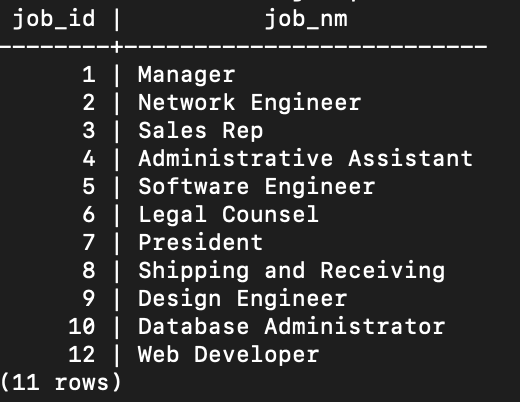 job_id | job_nm
--------+--------------------------
1 | Manager
2 | Network Engineer
3 | Sales Rep
4 | Administrative Assistant
5 | Software Engineer
6 | Legal Counsel
7 | President
8 | Shipping and Receiving
9 | Design Engineer
10 | Database Administrator
12 | Web Developer
(11 rows)